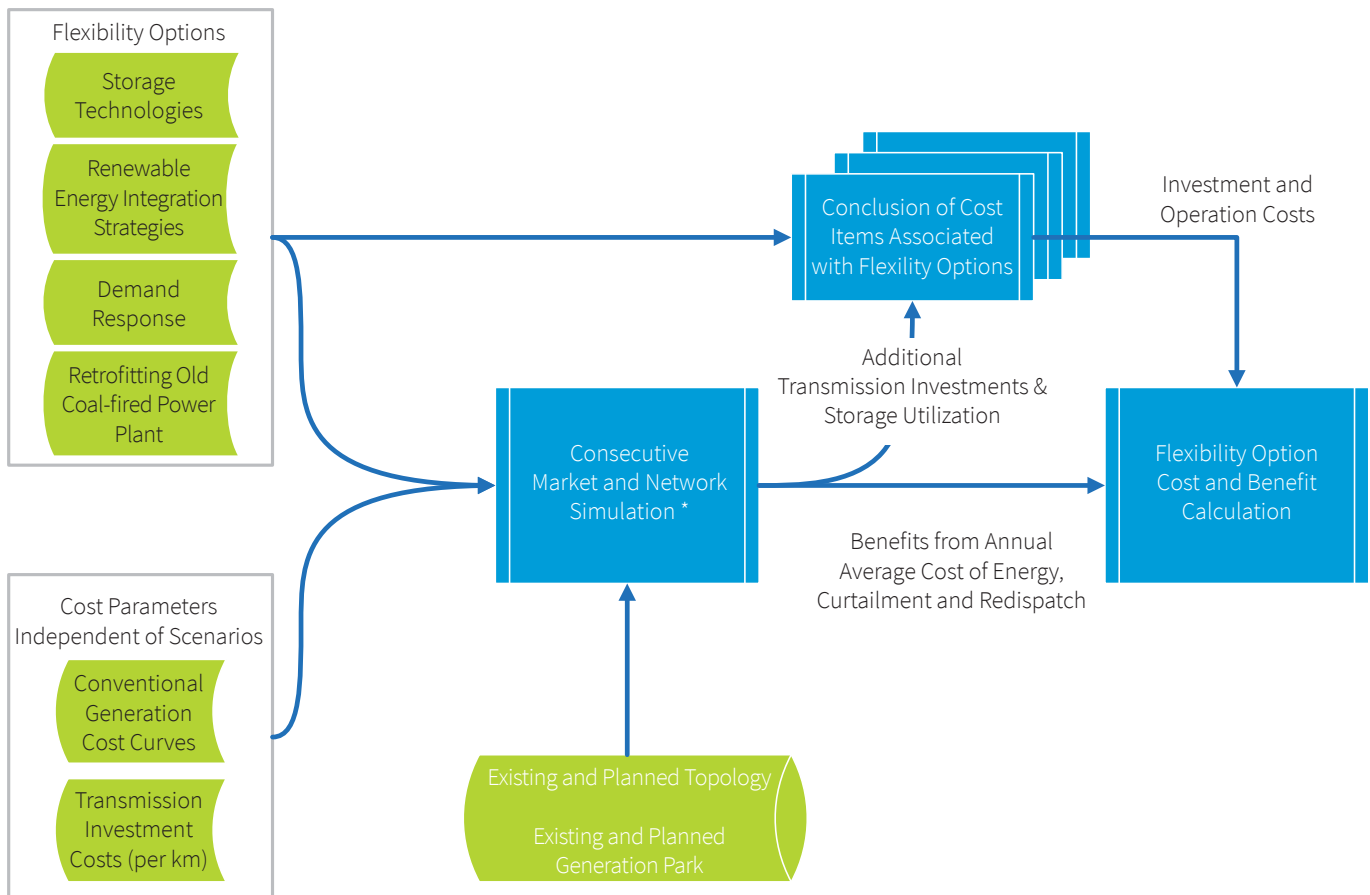 Flexibility Options
Storage
Technologies
Renewable
Energy Integration
Strategies
Demand
Response
Retrofitting Old
Coal-fired Power
Plant
Cost Parameters
Independent of Scenarios
Conventional
Generation
Cost Curves
Transmission
Investment
Costs (per km)
Consecutive
Market and Network
Simulation *
Existing and Planned Topology
Existing and Planned
Generation Park
Conclusion of Cost
Items Associated
with Flexility Options
Additional
Transmission Investments &
Storage Utilization
Benefits from Annual
Average Cost of Energy,
Curtailment and Redispatch
Investment and
Operation Costs
Flexibility Option
Cost and Benefit
Calculation